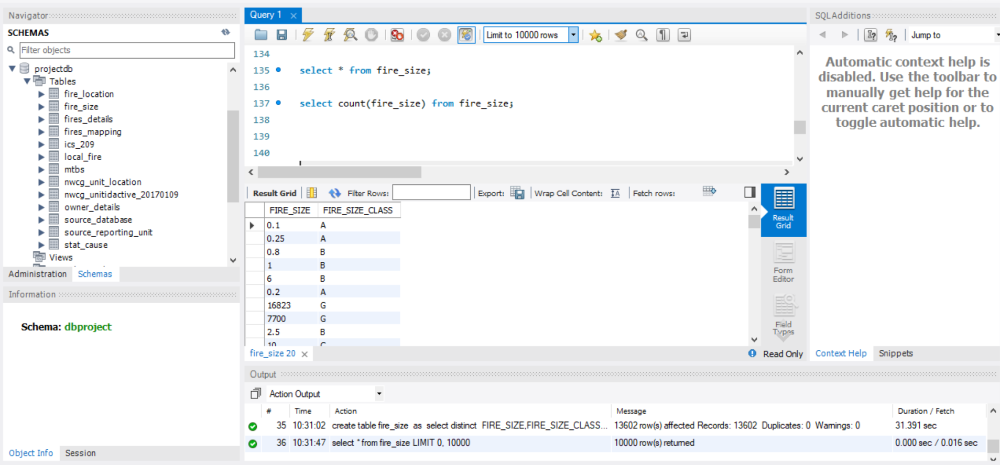 Navigator
SCHEMAS
Filter objects
projectdb
Tables
fire_location
fire_size
fires_details
fires_mapping
ics_209
local_fire
mtbs
nwcg_unit_location
nwcg_unitidactive_20170109
owner_details
source_database
source_reporting_unit
stat_cause
Views
Administration Schemas
Information
Schema: dbproject
Object Info Session
Query 1
Limit to 10000 rows
134
135 select * from fire_size;
136
137 select count(fire_size) from fire_size;
138
139
140
Result Grid Filter Rows: Export: Wrap Cell Content: Fetch rows:
FIRE_SIZE FIRE_SIZE_CLASS
0.1 A
0.25 A
0.8 B
1 B
6 B
0.2 A
16823 G
7700 G
2.5 B
10 C
Result
Grid
Form
Editor
Field
Types
fire_size 20 Read Only
Output
Action Output
# Time Action Message Duration / Fetch
35 10:31:02 create table fire_size as select distinct FIRE_SIZE,FIRE_SIZE_CLASS... 13602 row(s) affected Records: 13602 Duplicates: 0 Warnings: 0 31.391 sec
36 10:31:47 select * from fire_size LIMIT 0, 10000 10000 row(s) returned 0.000 sec / 0.016 sec
SQLAdditions
Jump to
Automatic context help is
disabled. Use the toolbar to
manually get help for the
current caret position or to
toggle automatic help.
Context Help Snippets